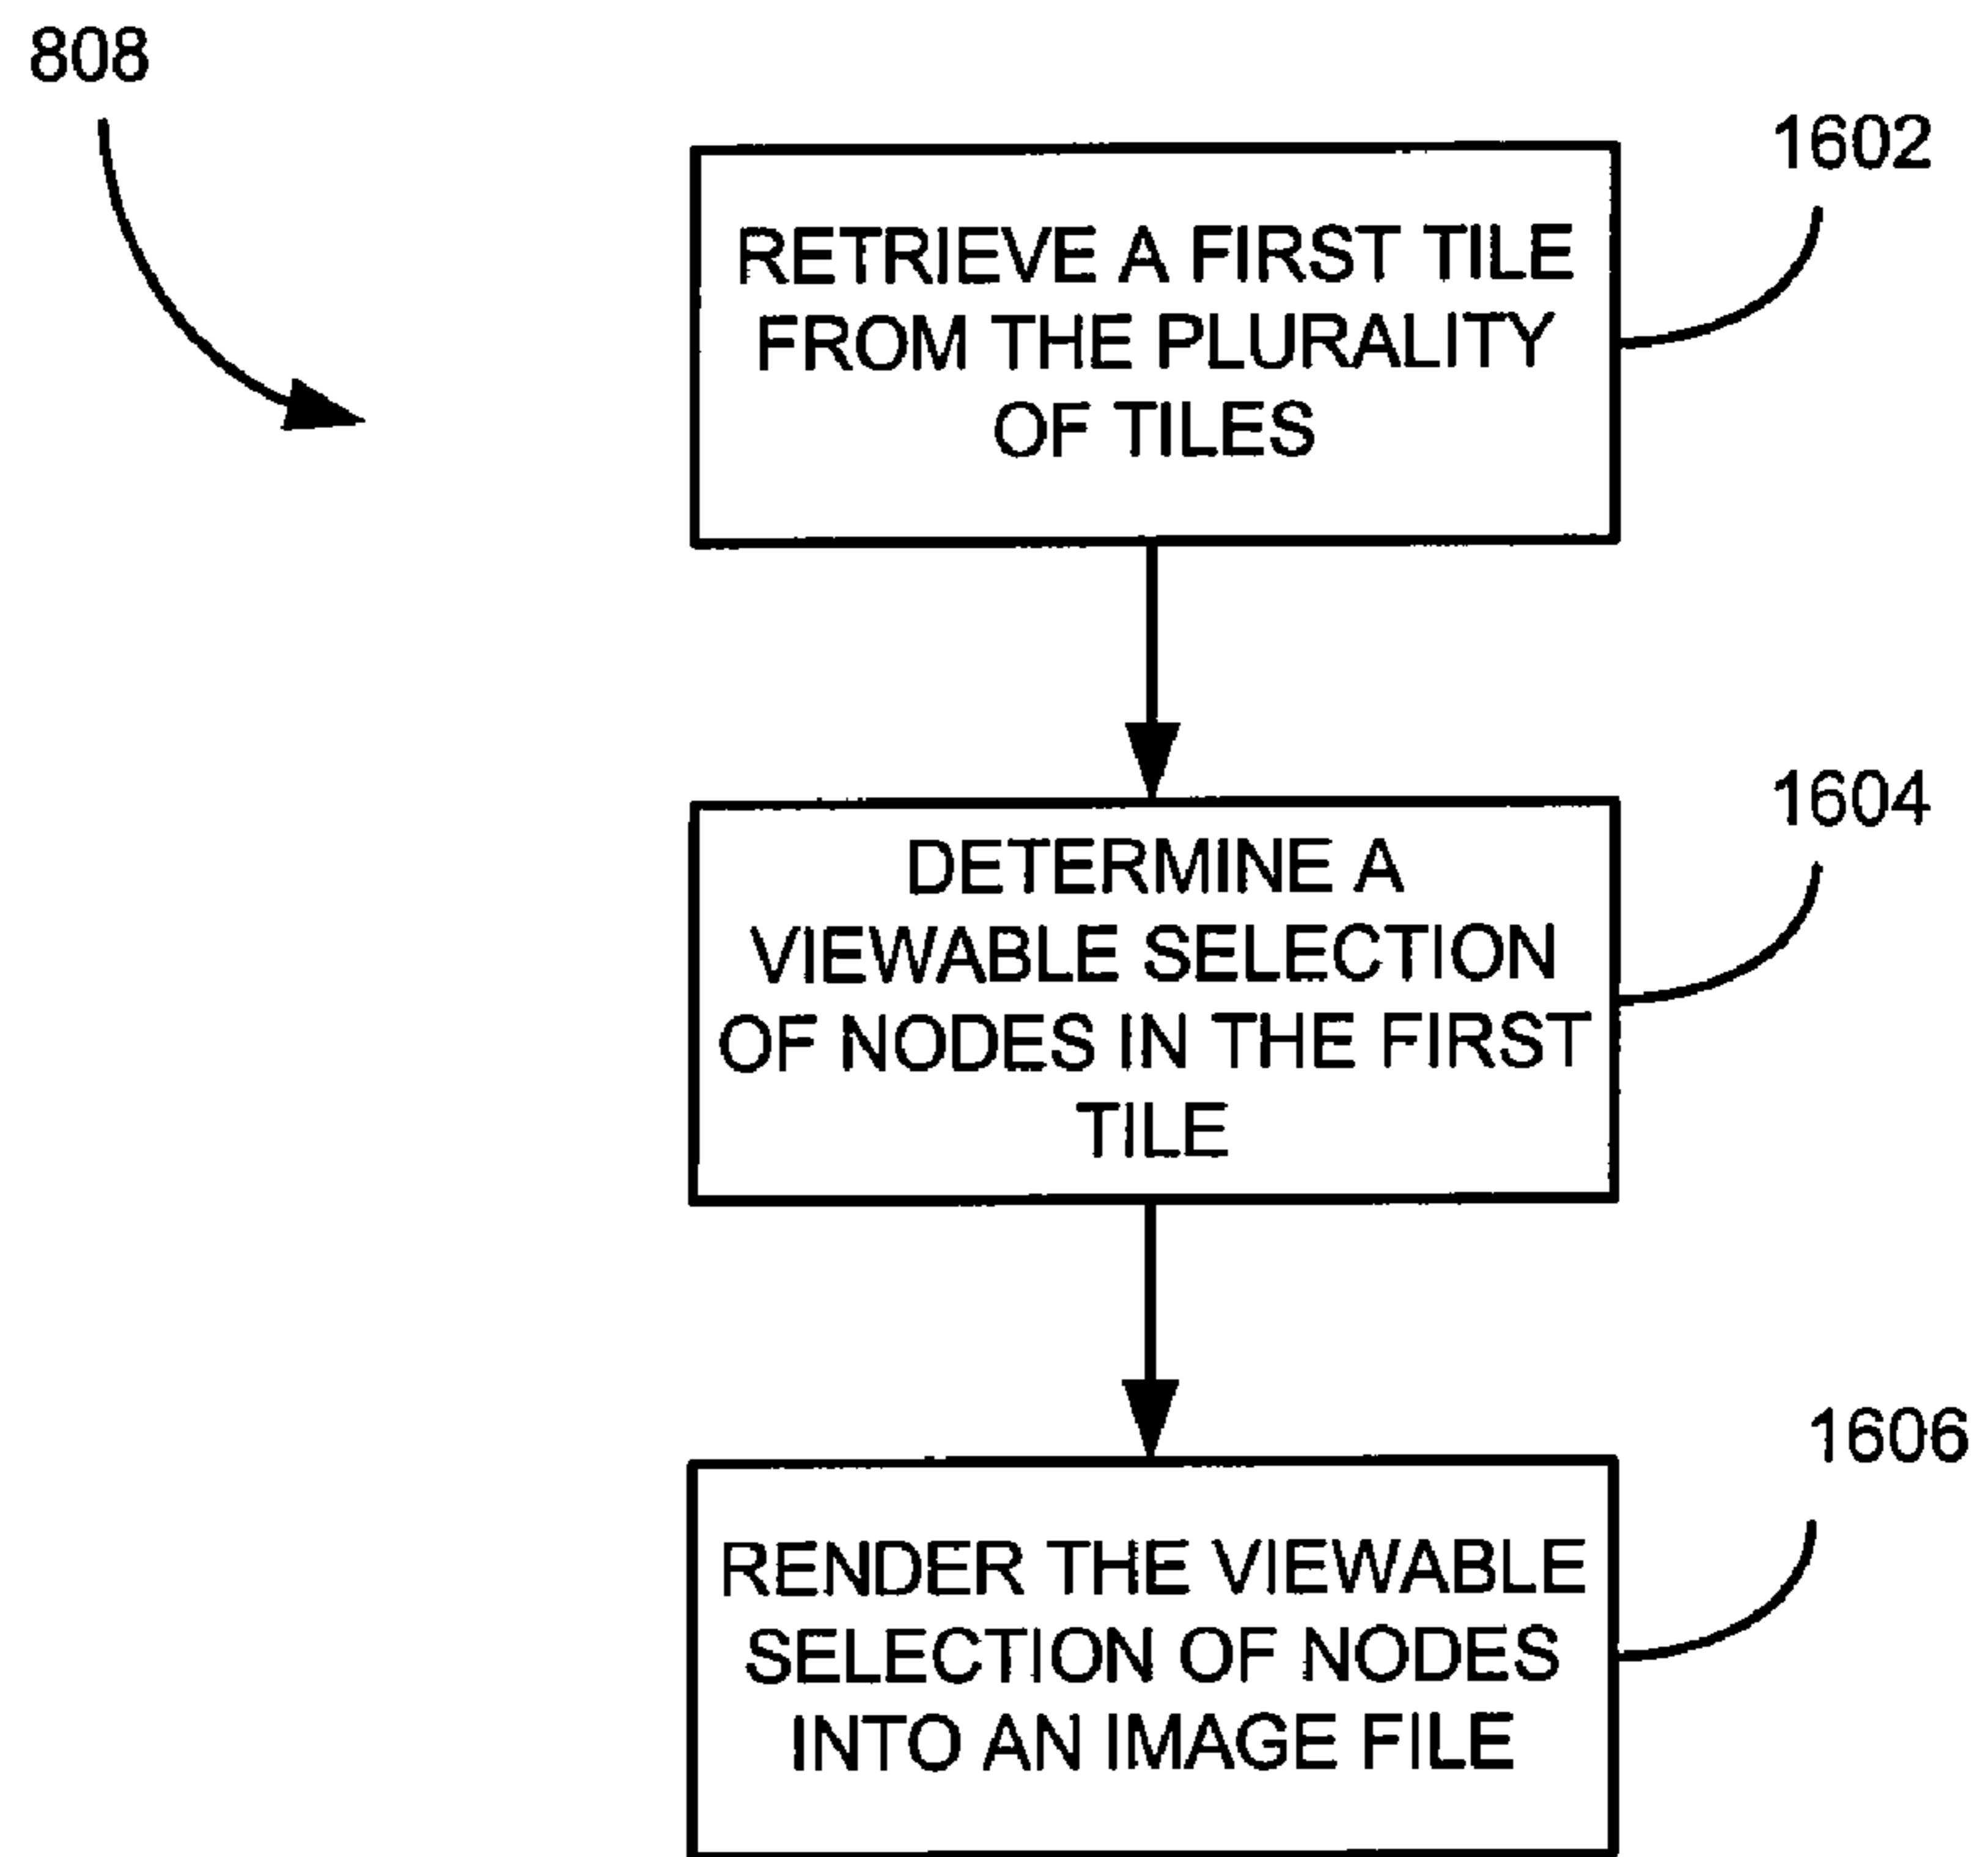 808
1602
RETRIEVE A FIRST TILE
FROM THE PLURALITY
OF TILES
1604
DETERMINE A
VIEWABLE SELECTION
OF NODES IN THE FIRST
TILE
1606
RENDER THE VIEWABLE
SELECTION OF NODES
INTO AN IMAGE FILE